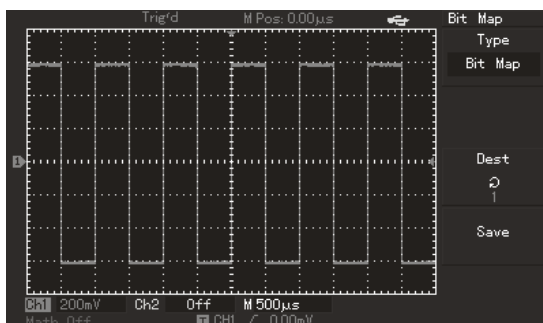 Trig'd M Pos: 0.00μs Bit Map
Type
Bit Map
1 Dest
1
Save
Ch1 200mV Ch2 Off M 500μs
Math Off T CH1 0.00mV